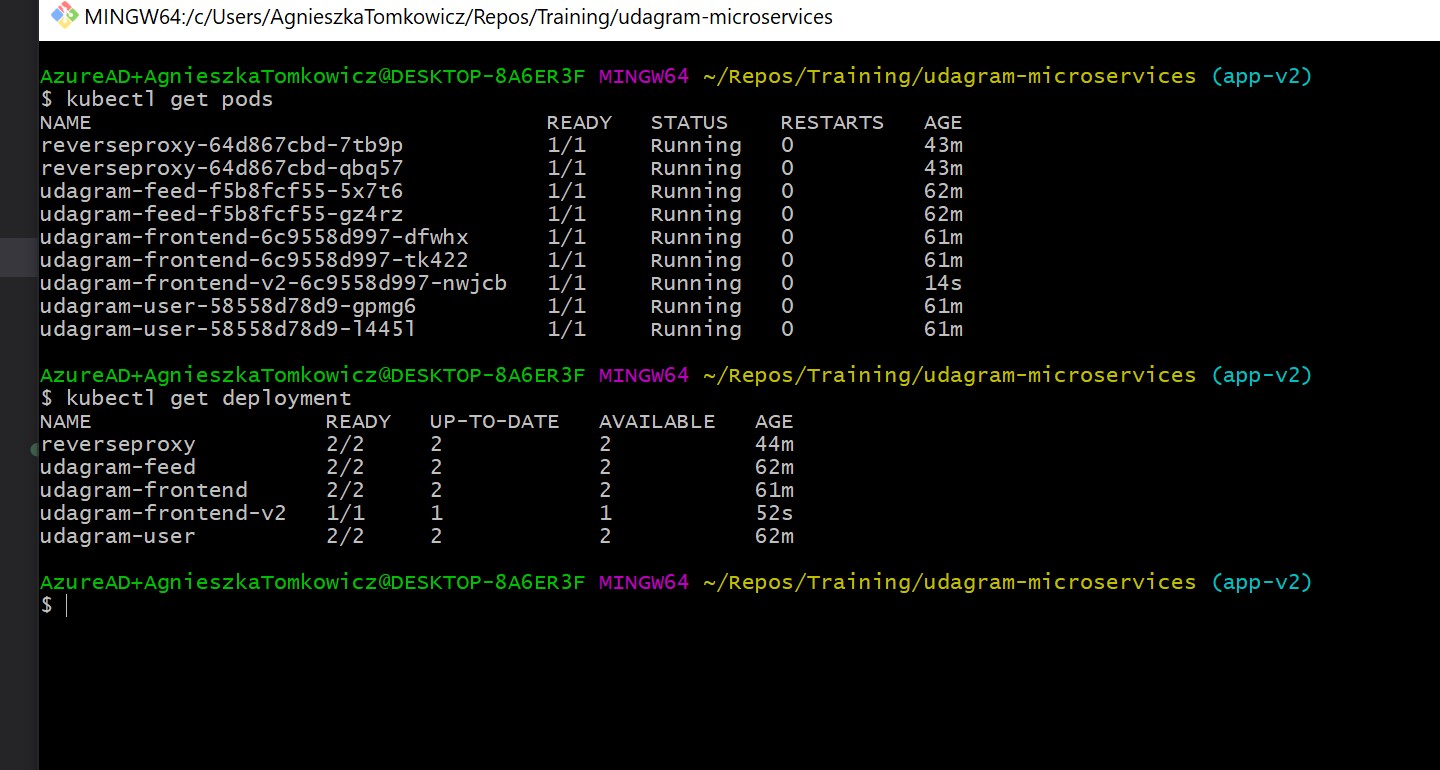 MINGW64:/c/Users/AgnieszkaTomkowicz/Repos/Training/udagram-microservices
AzureAD+AgnieszkaTomkowicz@DESKTOP-8A6ER3F MINGW64 ~/Repos/Training/udagram-microservices (app-v2)
$ kubectl get pods
NAME READY STATUS RESTARTS AGE
reverseproxy-64d867cbd-7tb9p 1/1 Running 0 43m
reverseproxy-64d867cbd-qbq57 1/1 Running 0 43m
udagram-feed-f5b8fcf55-5x7t6 1/1 Running 0 62m
udagram-feed-f5b8fcf55-gz4rz 1/1 Running 0 62m
udagram-frontend-6c9558d997-dfwhx 1/1 Running 0 61m
udagram-frontend-6c9558d997-tk422 1/1 Running 0 61m
udagram-frontend-v2-6c9558d997-nwjcb 1/1 Running 0 14s
udagram-user-58558d78d9-gpmg6 1/1 Running 0 61m
udagram-user-58558d78d9-l445l 1/1 Running 0 61m
AzureAD+AgnieszkaTomkowicz@DESKTOP-8A6ER3F MINGW64 ~/Repos/Training/udagram-microservices (app-v2)
$ kubectl get deployment
NAME READY UP-TO-DATE AVAILABLE AGE
reverseproxy 2/2 2 2 44m
udagram-feed 2/2 2 2 62m
udagram-frontend 2/2 2 2 61m
udagram-frontend-v2 1/1 1 1 52s
udagram-user 2/2 2 2 62m
AzureAD+AgnieszkaTomkowicz@DESKTOP-8A6ER3F MINGW64 ~/Repos/Training/udagram-microservices (app-v2)
$